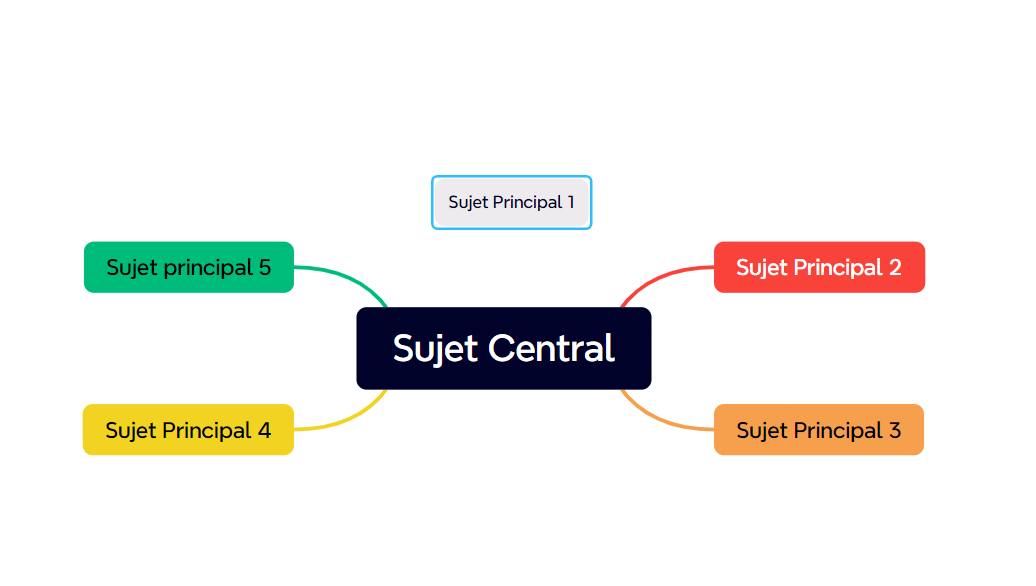 Sujet Principal 1
Sujet principal 5
Sujet Principal 2
Sujet Central
Sujet Principal 4
Sujet Principal 3